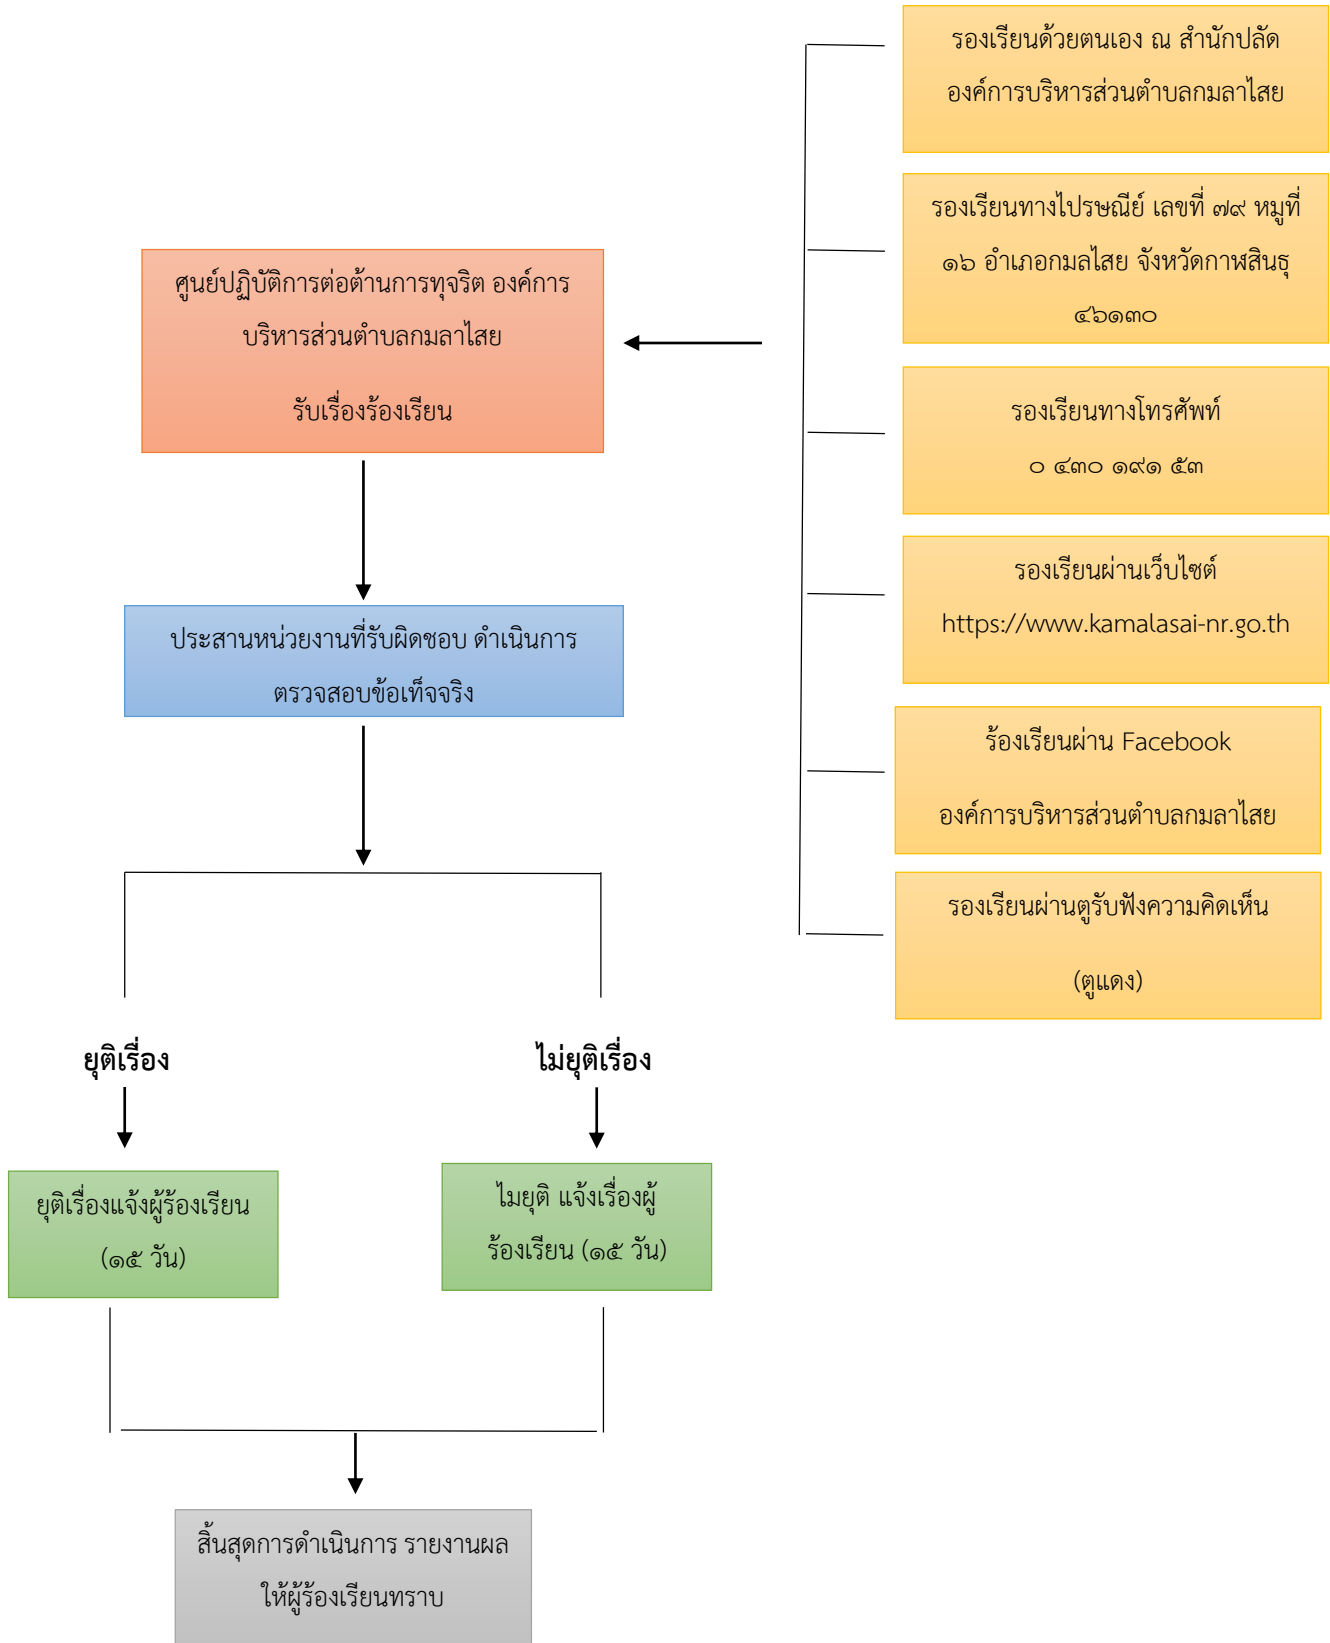 รองเรียนด้วยตนเอง ณ สำนักปลัด
องค์การบริหารส่วนตำบลกมลาไสย
รองเรียนทางไปรษณีย์ เลขที่ ๗๙ หมูที่
๑๖ อำเภอกมลไสย จังหวัดกาฬสินธุ
๔๖๑๓๐
รองเรียนทางโทรศัพท์
๐ ๔๓๐ ๑๙๑ ๕๓
รองเรียนผ่านเว็บไซต์
https://www.kamalasai-nr.go.th
ร้องเรียนผ่าน Facebook
องค์การบริหารส่วนตำบลกมลาไสย
รองเรียนผ่านตูรับฟังความคิดเห็น
(ตูแดง)
ศูนย์ปฏิบัติการต่อต้านการทุจริต องค์การ
บริหารส่วนตำบลกมลาไสย
รับเรื่องร้องเรียน
ประสานหน่วยงานที่รับผิดชอบ ดำเนินการ
ตรวจสอบข้อเท็จจริง
ยุติเรื่อง
ไม่ยุติเรื่อง
ยุติเรื่องแจ้งผู้ร้องเรียน
(๑๕ วัน)
ไมยุติ แจ้งเรื่องผู้
ร้องเรียน (๑๕ วัน)
สิ้นสุดการดำเนินการ รายงานผล
ให้ผู้ร้องเรียนทราบ